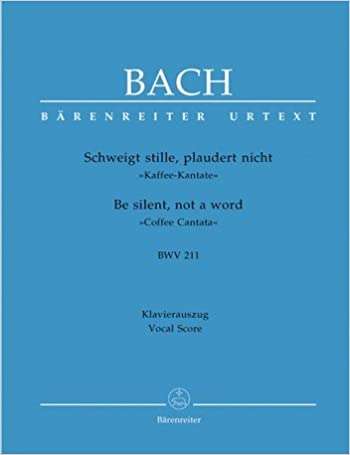 BACH
BÄRENREITER URTEXT
Schweigt stille, plaudert nicht
»Kaffee-Kantate«
Be silent, not a word
»Coffee Cantata«
BWV 211
Klavierauszug
Vocal Score
Bärenreiter